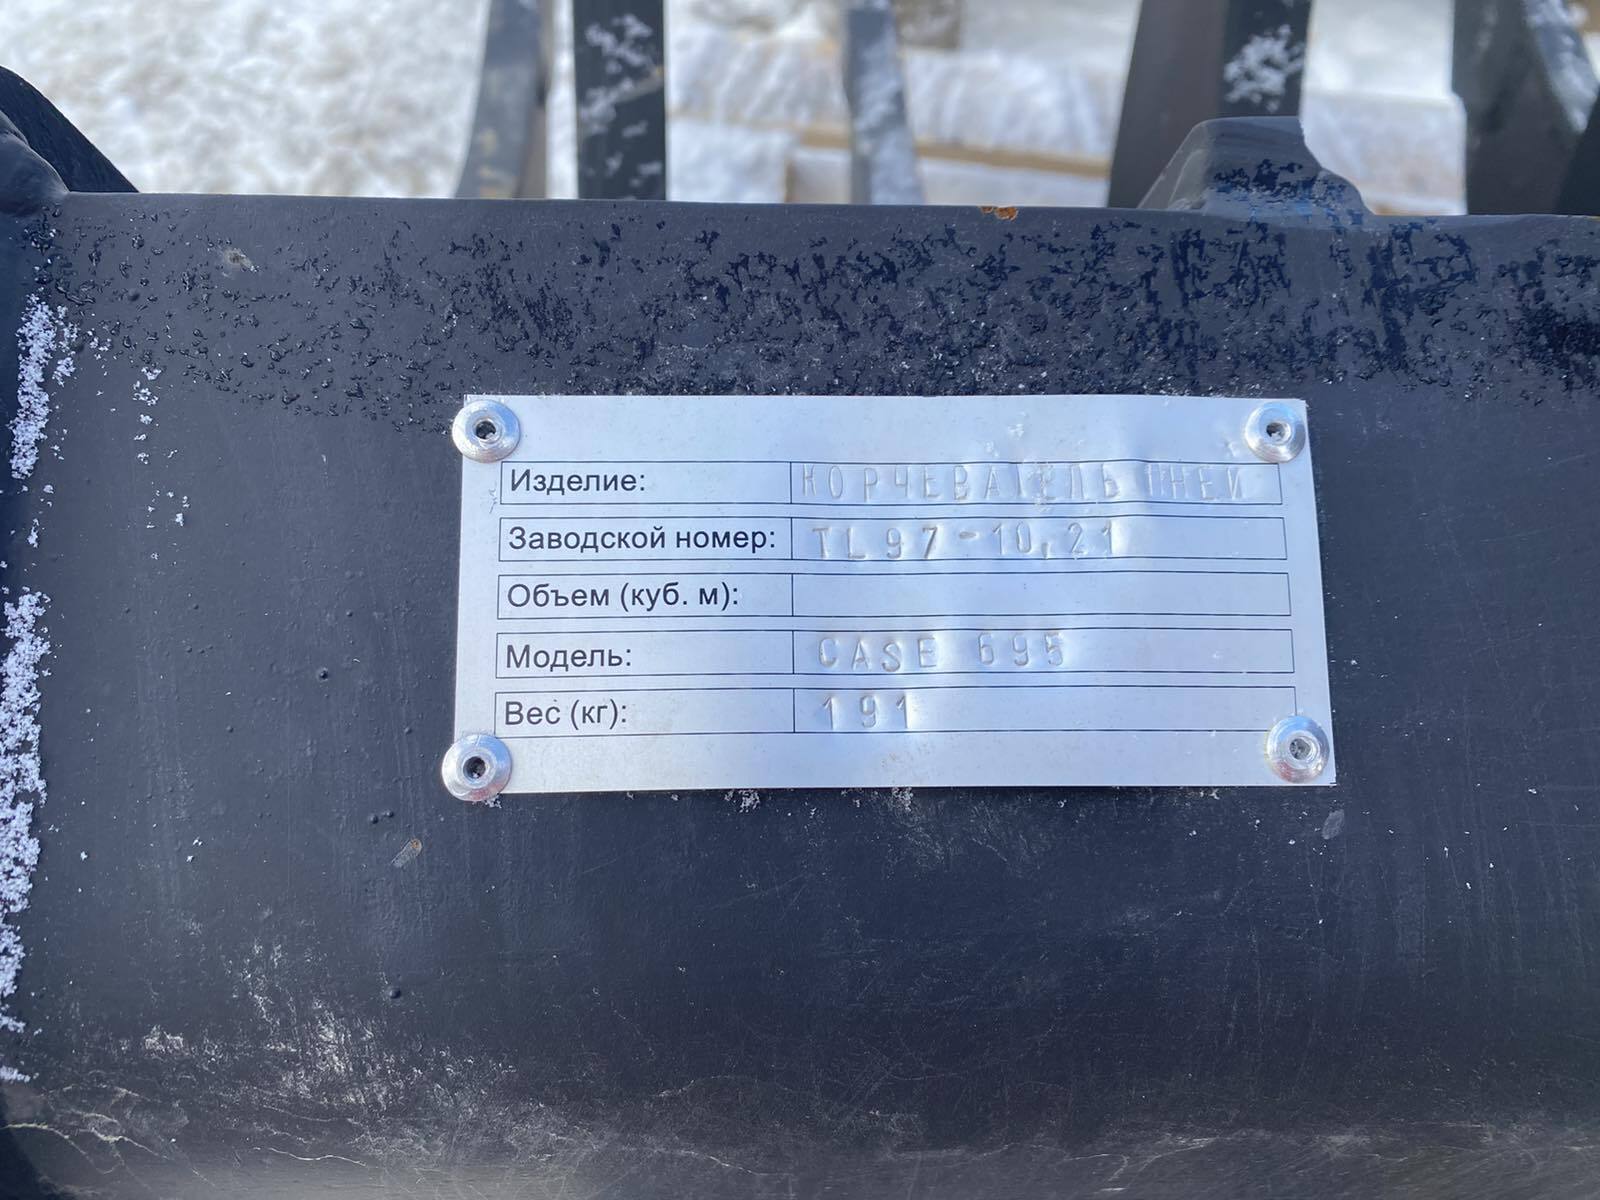 Изделие: КОРЧЕВАТЕЛЬ ПНЕЙ
Заводской номер: TL97-10.21
Объем (куб. м):
Модель: CASE 695
Вес (кг): 191